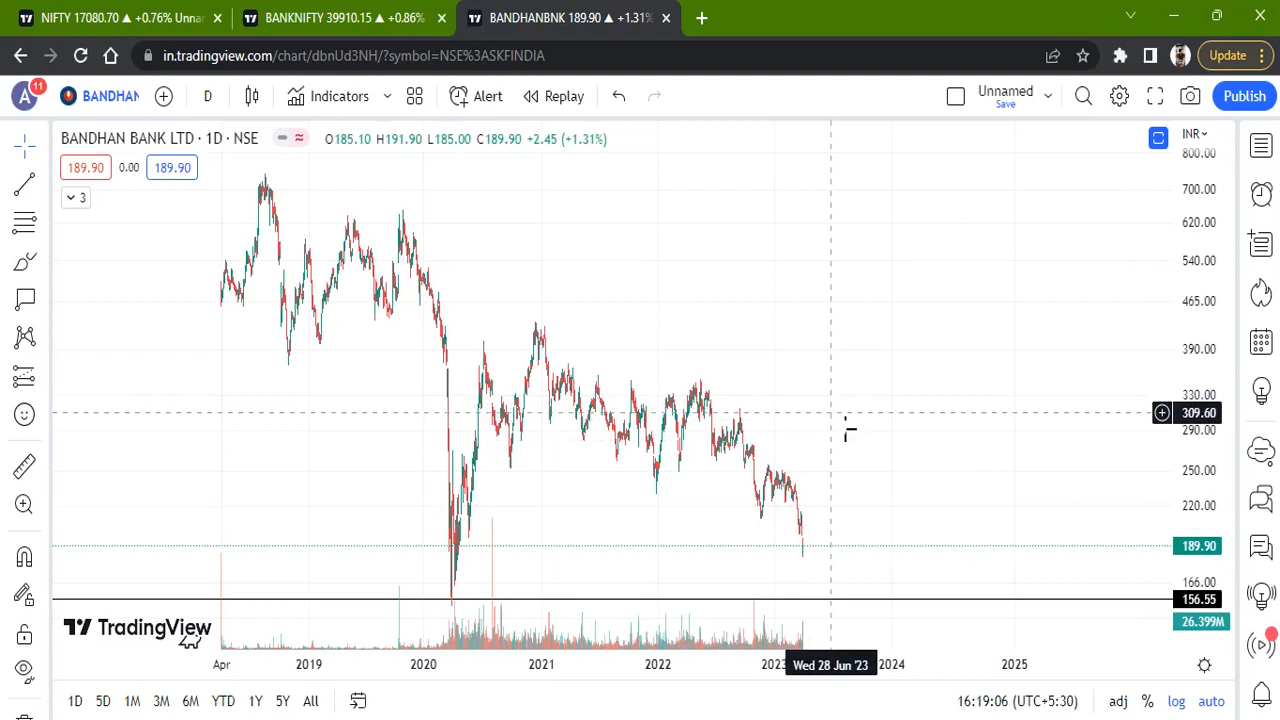 NIFTY 17080.70 ▲ +0.76% Unnar
BANKNIFTY 39910.15 ▲ +0.86%
BANDHANBNK 189.90 ▲ +1.31%
in.tradingview.com/chart/dbnUd3NH/?symbol=NSE%3ASKFINDIA
Update
A 11
BANDHAN
D
Indicators
Alert
Replay
Unnamed
Save
Publish
BANDHAN BANK LTD · 1D · NSE
O185.10 H191.90 L185.00 C189.90 +2.45 (+1.31%)
INR
189.90 0.00 189.90
3
800.00
700.00
620.00
540.00
465.00
390.00
330.00
309.60
290.00
250.00
220.00
189.90
166.00
156.55
26.399M
TradingView
Apr 2019 2020 2021 2022 2023 Wed 28 Jun '23 2024 2025
1D 5D 1M 3M 6M YTD 1Y 5Y All
16:19:06 (UTC+5:30) adj % log auto